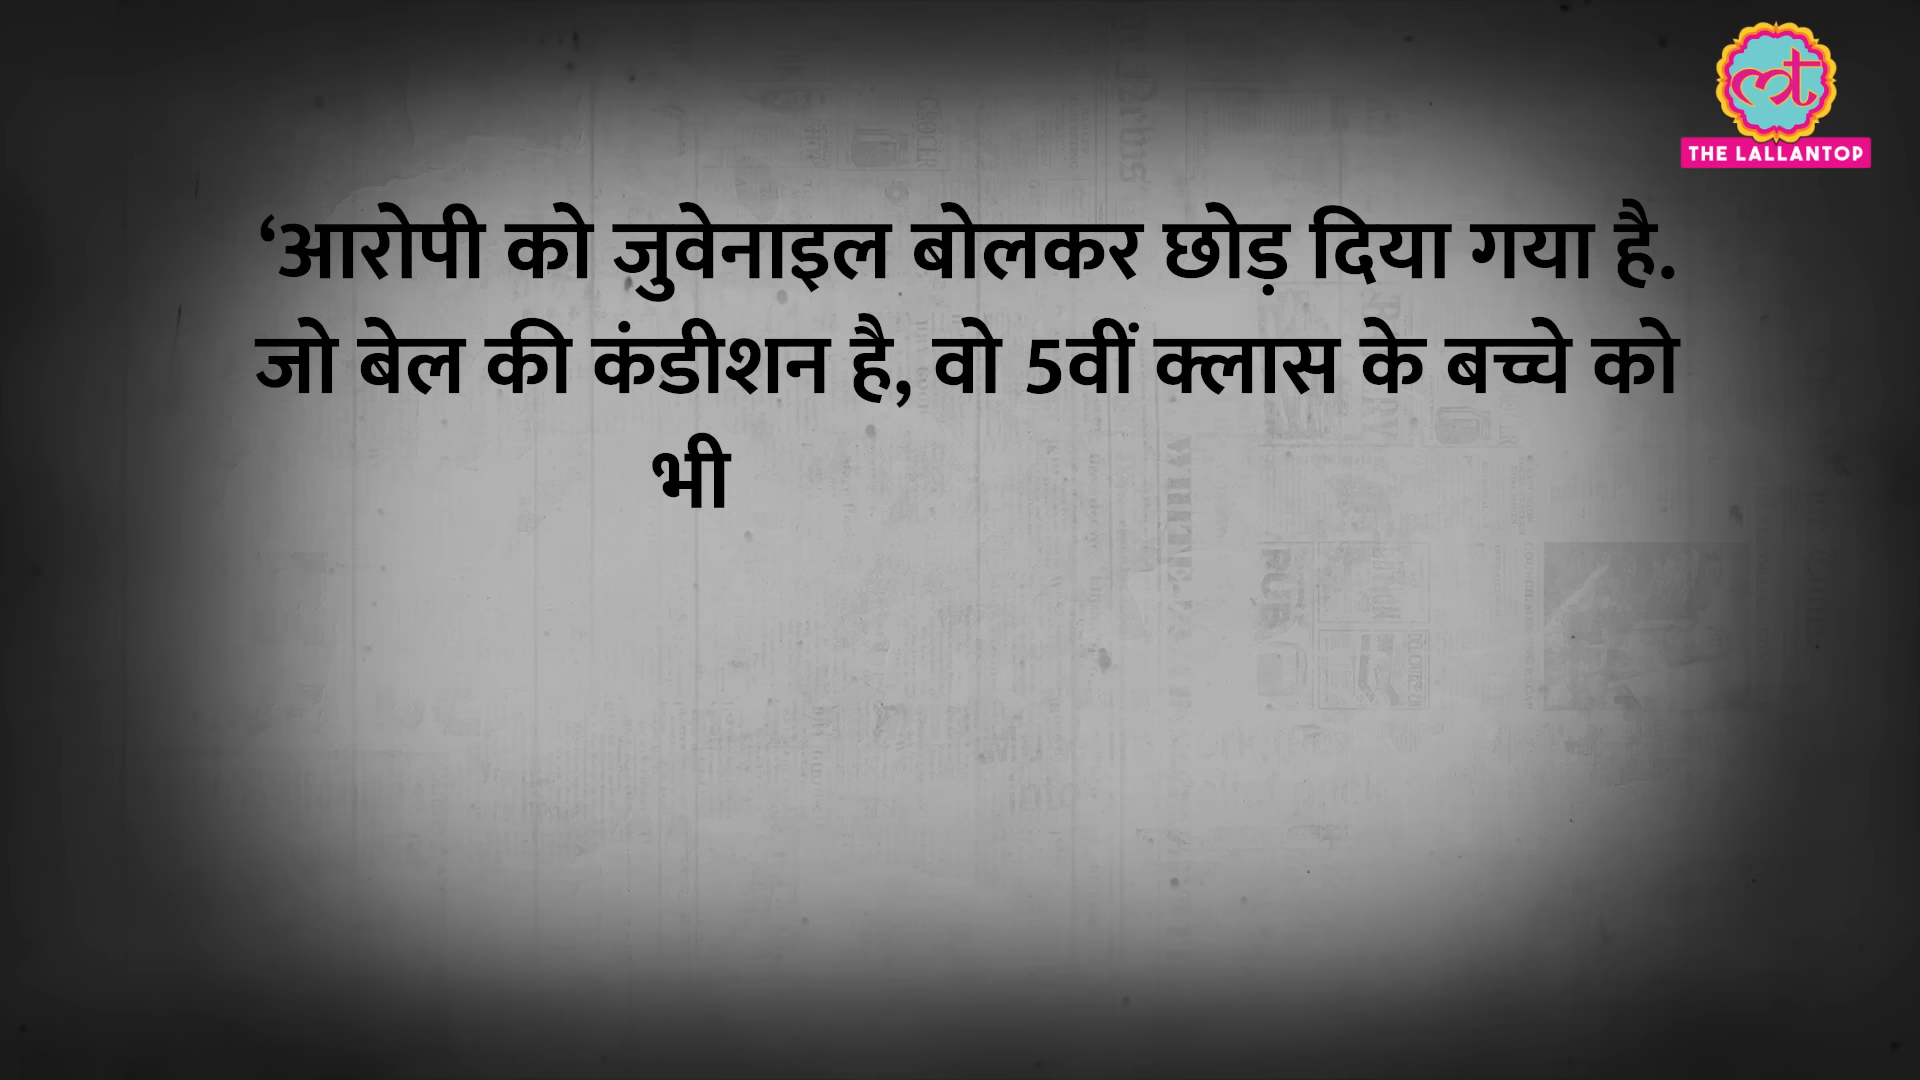 THE LALLANTOP
‘आरोपी को जुवेनाइल बोलकर छोड़ दिया गया है.
जो बेल की कंडीशन है, वो 5वीं क्लास के बच्चे को
भी